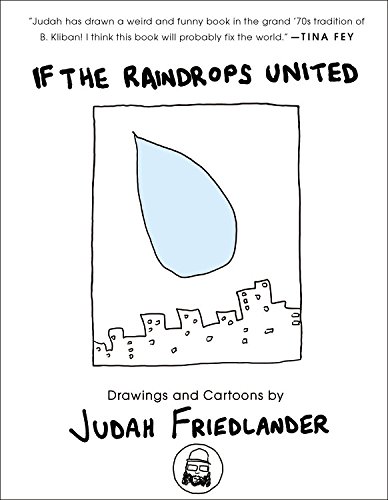 "Judah has drawn a weird and funny book in the grand '70s tradition of
B. Kliban! I think this book will probably fix the world." —TINA FEY
IF THE RAINDROPS UNITED
Drawings and Cartoons by
JUDAH FRIEDLANDER